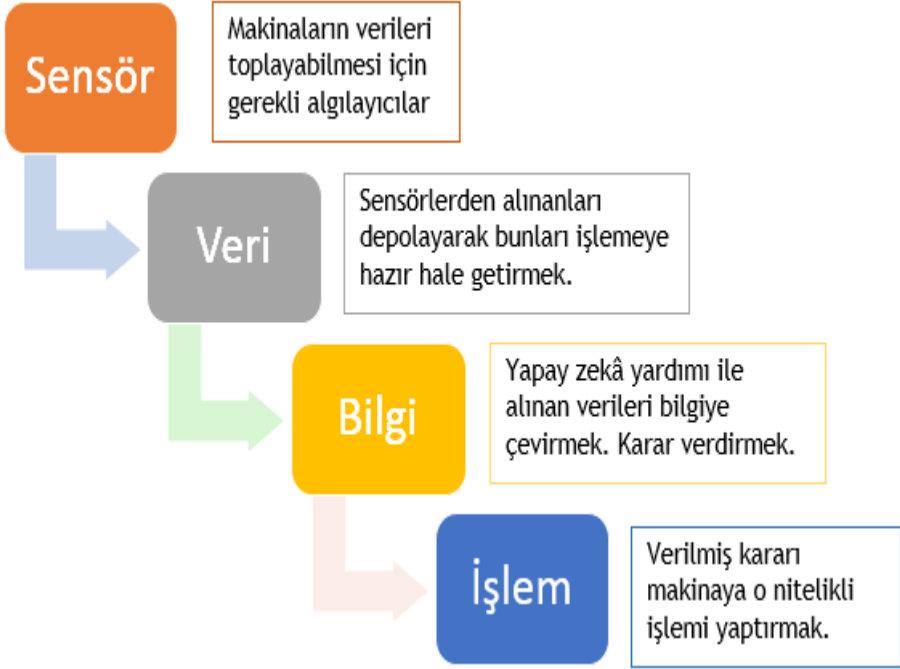 Sensör
Makinaların verileri
toplayabilmesi için
gerekli algılayıcılar
Veri
Sensörlerden alınanları
depolayarak bunları işlemeye
hazır hale getirmek.
Bilgi
Yapay zekâ yardımı ile
alınan verileri bilgiye
çevirmek. Karar verdirmek.
İşlem
Verilmiş kararı
makinaya o nitelikli
işlemi yaptırmak.